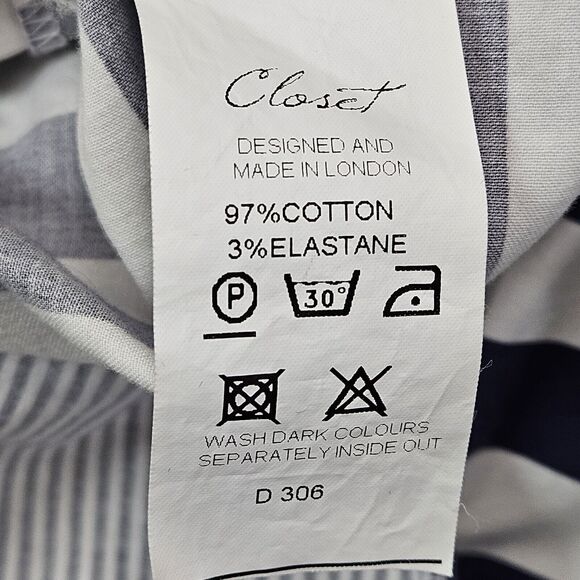 Closet
DESIGNED AND
MADE IN LONDON
97%COTTON
3%ELASTANE
P 30°
WASH DARK COLOURS
SEPARATELY INSIDE OUT
D 306